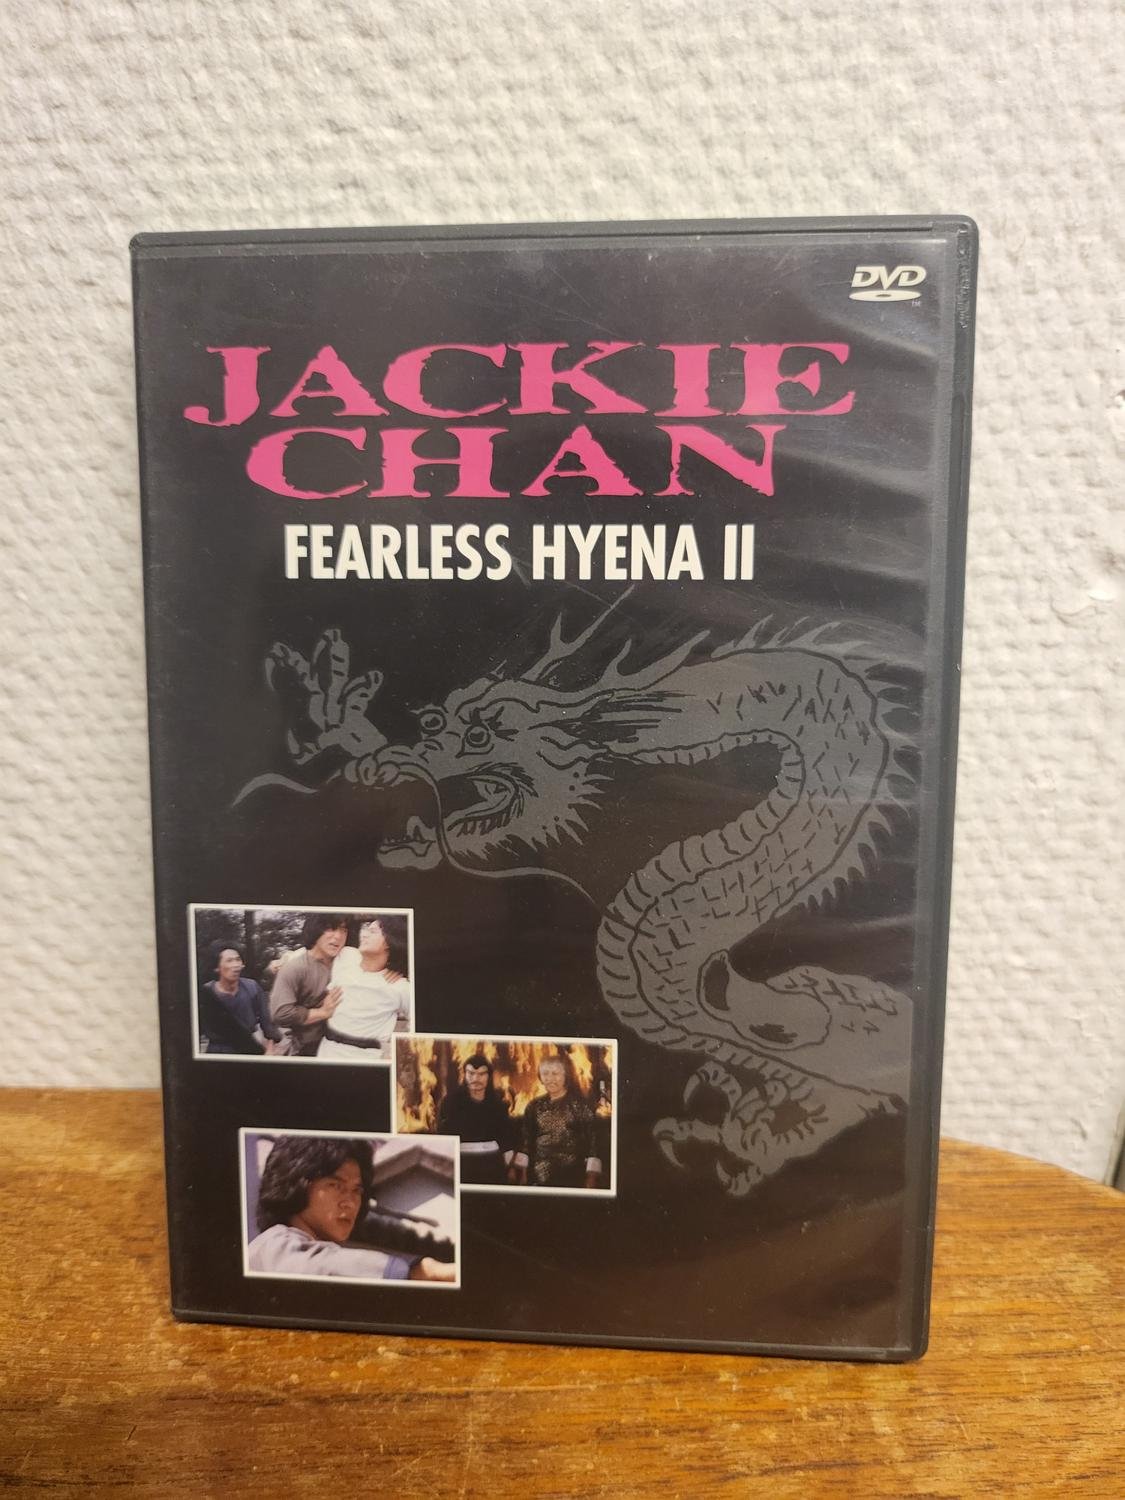 DVD
JACKIE
CHAN
FEARLESS HYENA II